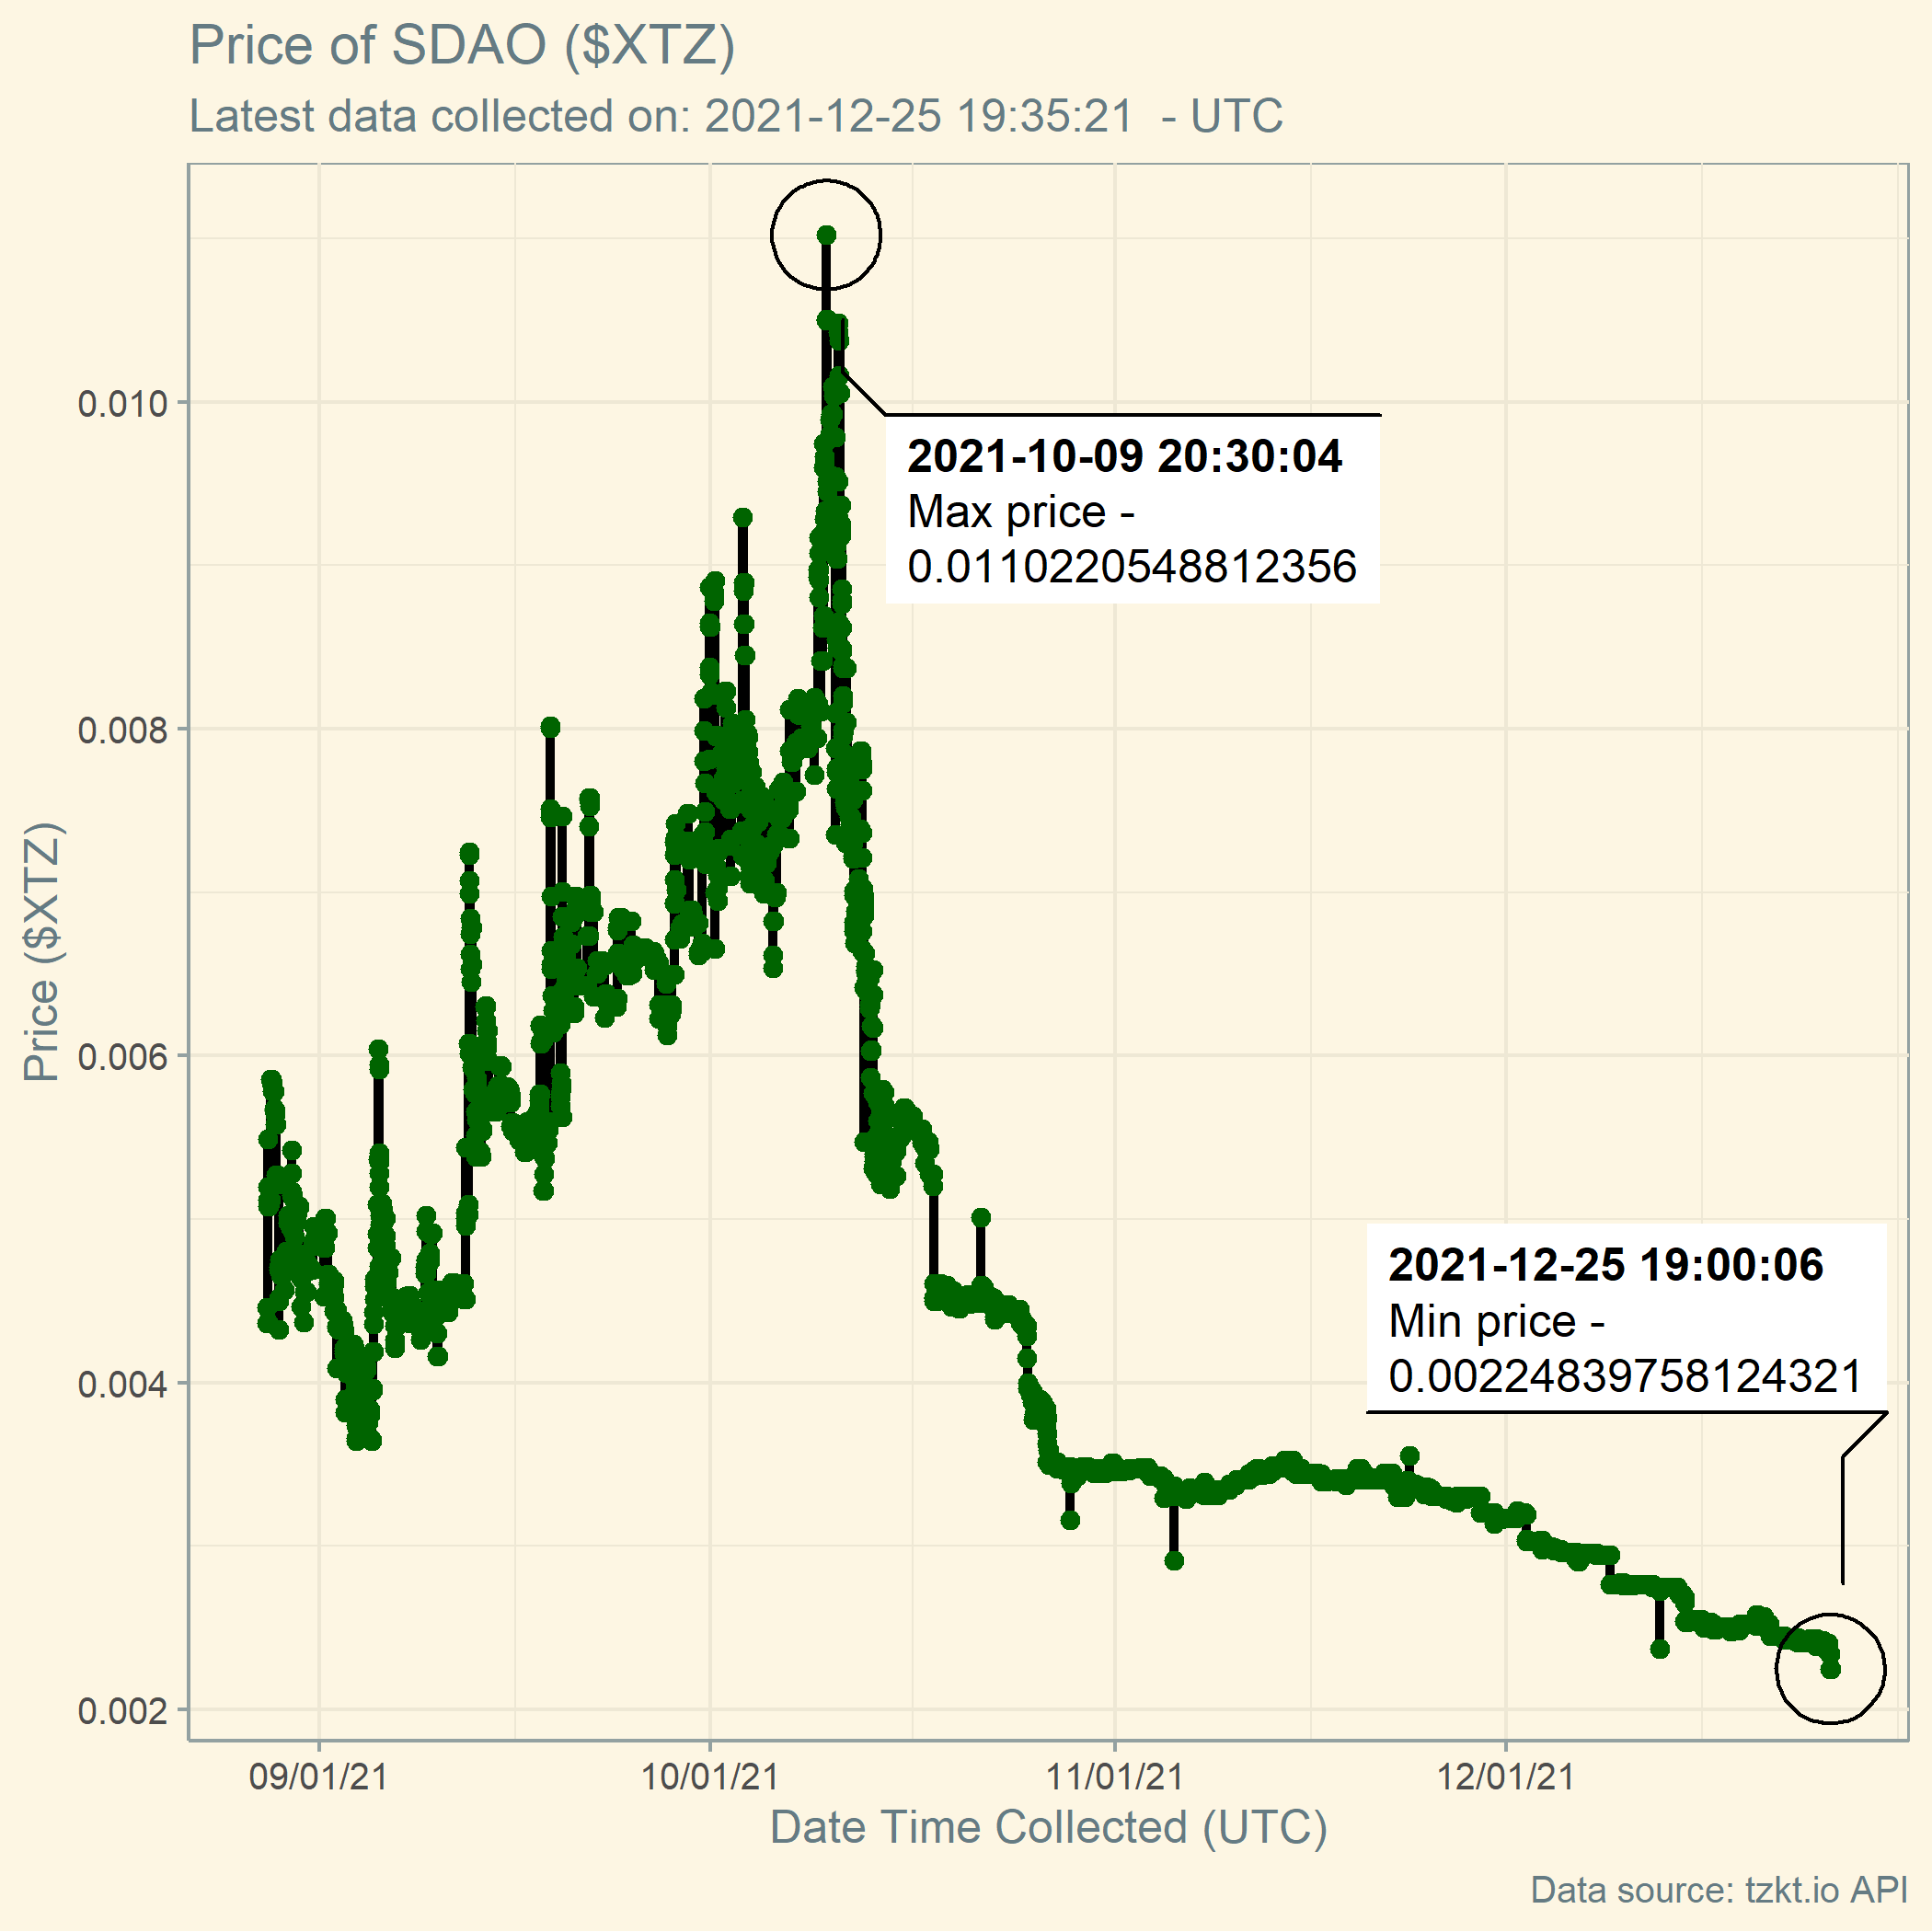 Price of SDAO ($XTZ)
Latest data collected on: 2021-12-25 19:35:21  - UTC
2021-10-09 20:30:04
Max price -
0.0110220548812356
2021-12-25 19:00:06
Min price -
0.00224839758124321
Price ($XTZ)
0.010
0.008
0.006
0.004
0.002
09/01/21
10/01/21
11/01/21
12/01/21
Date Time Collected (UTC)
Data source: tzkt.io API